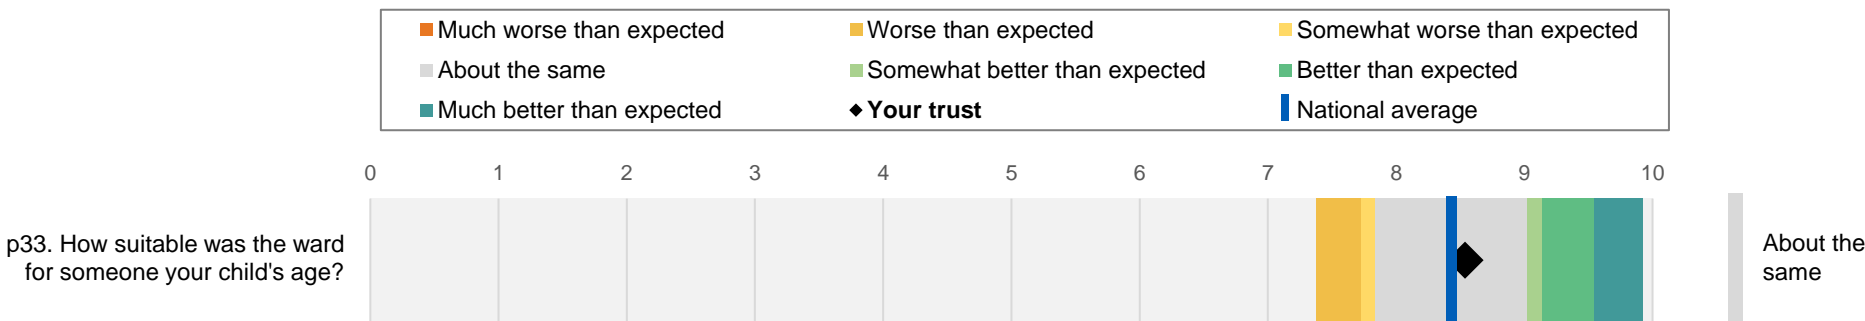 Much worse than expected
Worse than expected
Somewhat worse than expected
About the same
Somewhat better than expected
Better than expected
Much better than expected
Your trust
National average
0 1 2 3 4 5 6 7 8 9 10
p33. How suitable was the ward
for someone your child's age?
About the
same